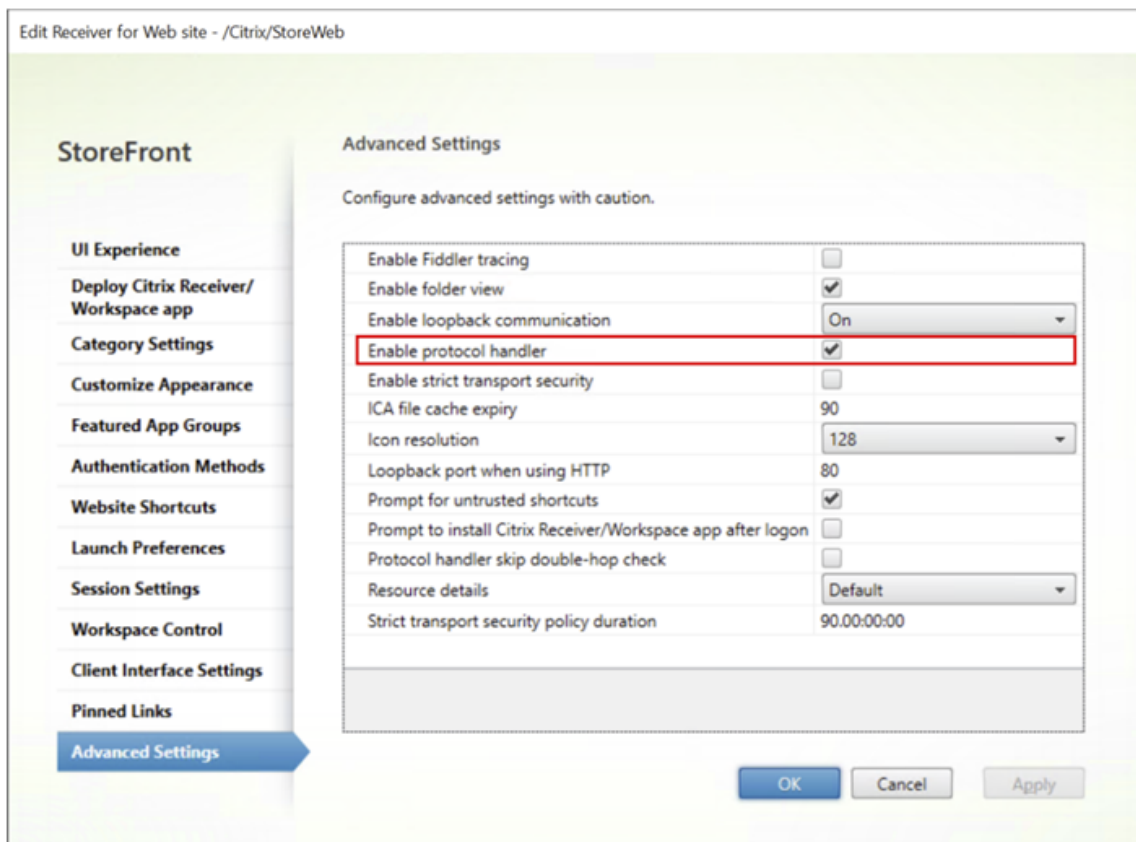 Edit Receiver for Web site - /Citrix/StoreWeb
StoreFront
UI Experience
Deploy Citrix Receiver/
Workspace app
Category Settings
Customize Appearance
Featured App Groups
Authentication Methods
Website Shortcuts
Launch Preferences
Session Settings
Workspace Control
Client Interface Settings
Pinned Links
Advanced Settings
Advanced Settings
Configure advanced settings with caution.
Enable Fiddler tracing
Enable folder view
Enable loopback communication On
Enable protocol handler
Enable strict transport security
ICA file cache expiry 90
Icon resolution 128
Loopback port when using HTTP 80
Prompt for untrusted shortcuts
Prompt to install Citrix Receiver/Workspace app after logon
Protocol handler skip double-hop check
Resource details Default
Strict transport security policy duration 90.00:00:00
OK Cancel Apply